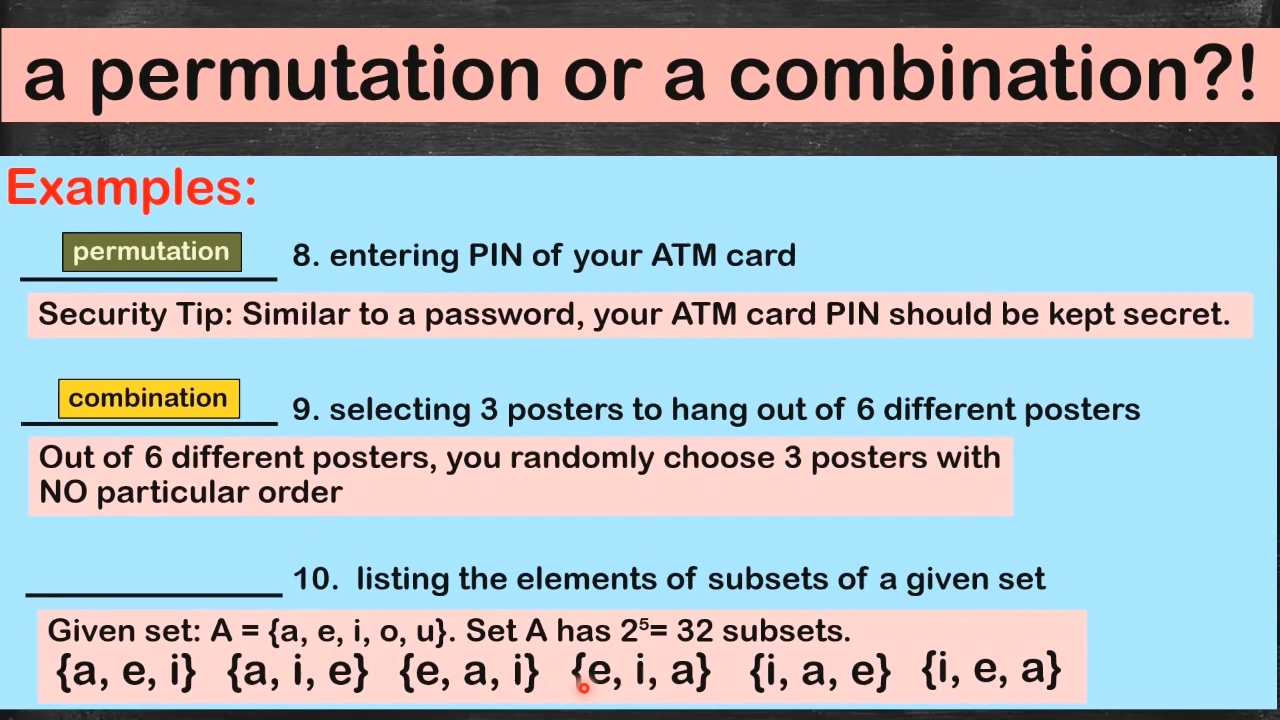 a permutation or a combination?!
Examples:
permutation 8. entering PIN of your ATM card
Security Tip: Similar to a password, your ATM card PIN should be kept secret.
combination 9. selecting 3 posters to hang out of 6 different posters
Out of 6 different posters, you randomly choose 3 posters with
NO particular order
10. listing the elements of subsets of a given set
Given set: A = {a, e, i, o, u}. Set A has 2⁵= 32 subsets.
{a, e, i} {a, i, e} {e, a, i} {e, i, a} {i, a, e} {i, e, a}